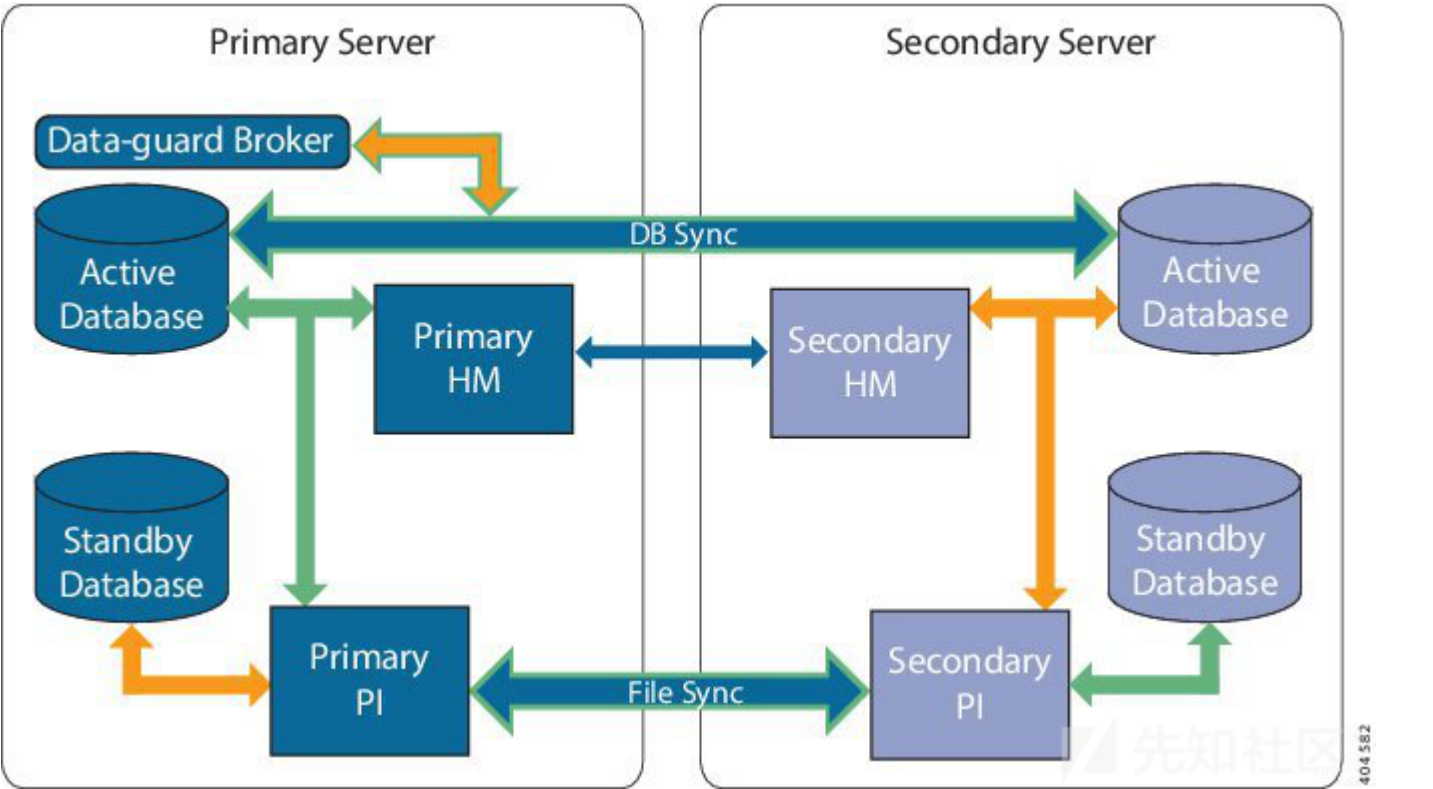 Primary Server
Secondary Server
Data-guard Broker
DB Sync
Active
Database
Active
Database
Primary
HM
Secondary
HM
Standby
Database
Standby
Database
Primary
PI
File Sync
Secondary
PI
先知社区
404582